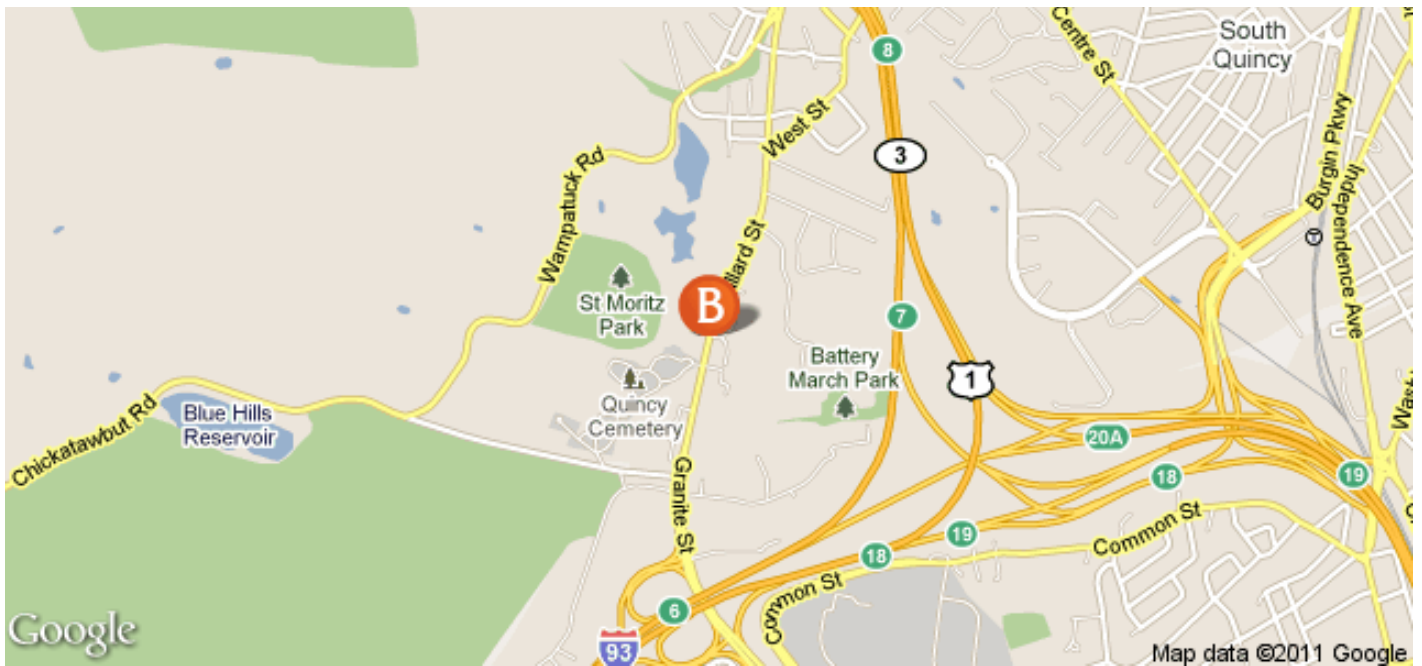 South
Quincy
Centre St
8
West St
3
Burgin Pkwy
Wampatuck Rd
Independence Ave
illard St
St Moritz
Park
B
7
Battery
March Park
1
Quincy
Cemetery
Blue Hills
Reservoir
Chickatawbut Rd
20A
19
18
Granite St
19
18
Common St
Common St
6
93
Google
Map data ©2011 Google